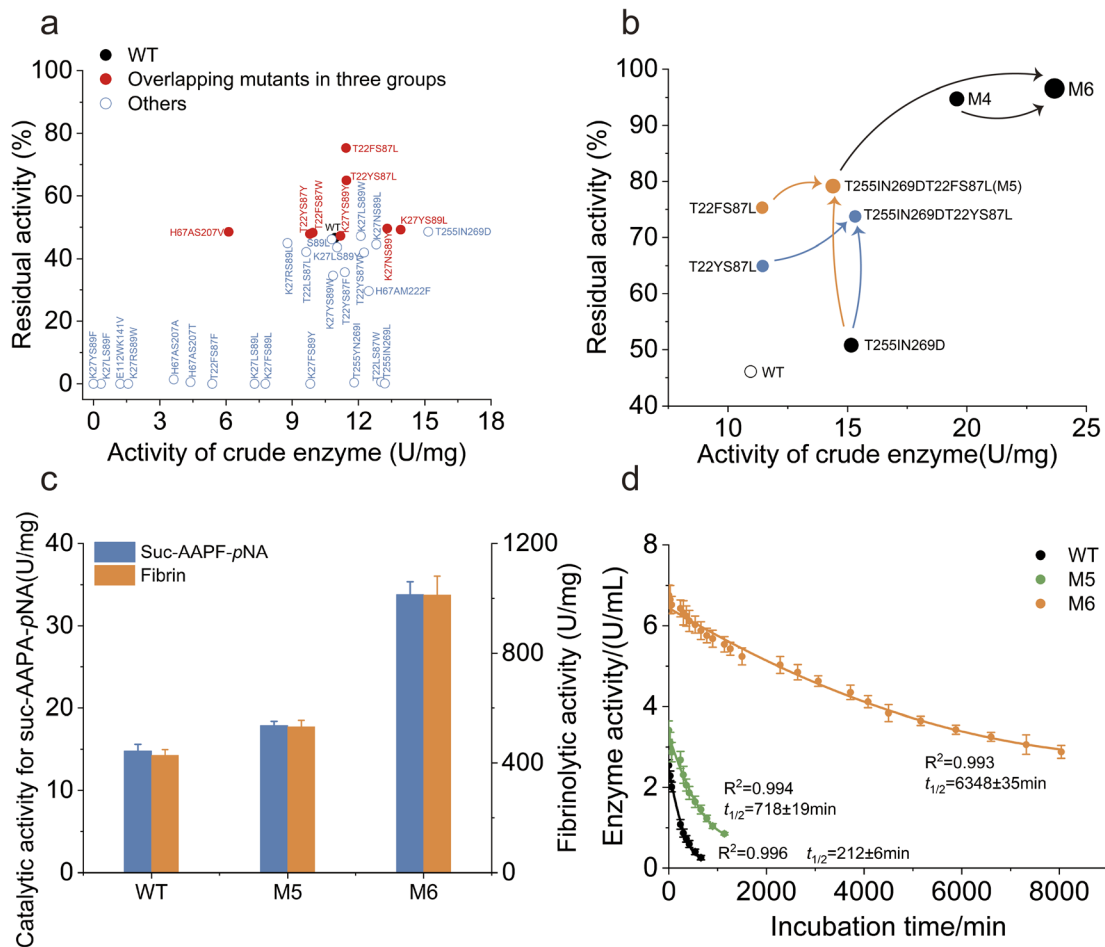 a
WT
Overlapping mutants in three groups
Others
Residual activity (%)
100
80
60
40
20
0
0
3
6
9
12
15
18
Activity of crude enzyme (U/mg)
T22FS87L
T22YS87L
T22YS87Y
T22FS87W
K27YS89Y
K27LS89W
K27NS89L
K27YS89L
H67AS207V
WT
T255IN269D
S89L
K27LS89Y
K27NS89Y
K27RS89L
T22LS87L
K27YS89W
T22YS87F
T22YS87W
H67AM222F
K27YS89F
K27LS89F
E112WK141V
K27RS89W
H67AS207A
H67AS207T
T22FS87F
K27LS89L
K27FS89L
K27FS89Y
T255YN269I
T22LS87W
T255IN269L
b
Residual activity (%)
100
95
90
85
80
75
70
65
60
55
50
45
40
10
15
20
25
Activity of crude enzyme(U/mg)
M6
M4
T255IN269DT22FS87L(M5)
T22FS87L
T255IN269DT22YS87L
T22YS87L
T255IN269D
WT
c
Suc-AAPF-pNA
Fibrin
Catalytic activity for suc-AAPA-pNA(U/mg)
40
30
20
10
0
WT
M5
M6
1200
800
400
0
Fibrinolytic activity (U/mg)
d
WT
M5
M6
Enzyme activity/(U/mL)
8
6
4
2
0
R²=0.993
t1/2=6348±35min
R²=0.994
t1/2=718±19min
R²=0.996 t1/2=212±6min
0
2000
4000
6000
8000
Incubation time/min